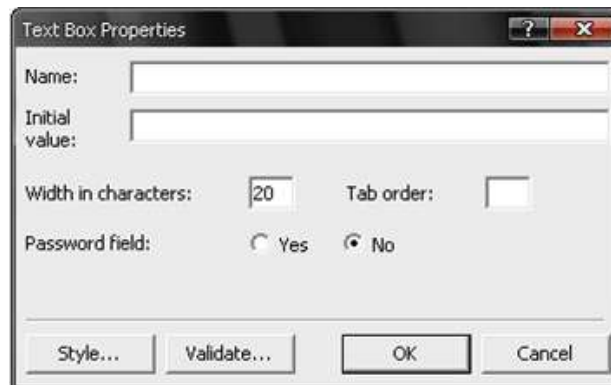 Text Box Properties ?
Name:
Initial
value:
Width in characters: 20 Tab order:
Password field: Yes No
Style... Validate... OK Cancel